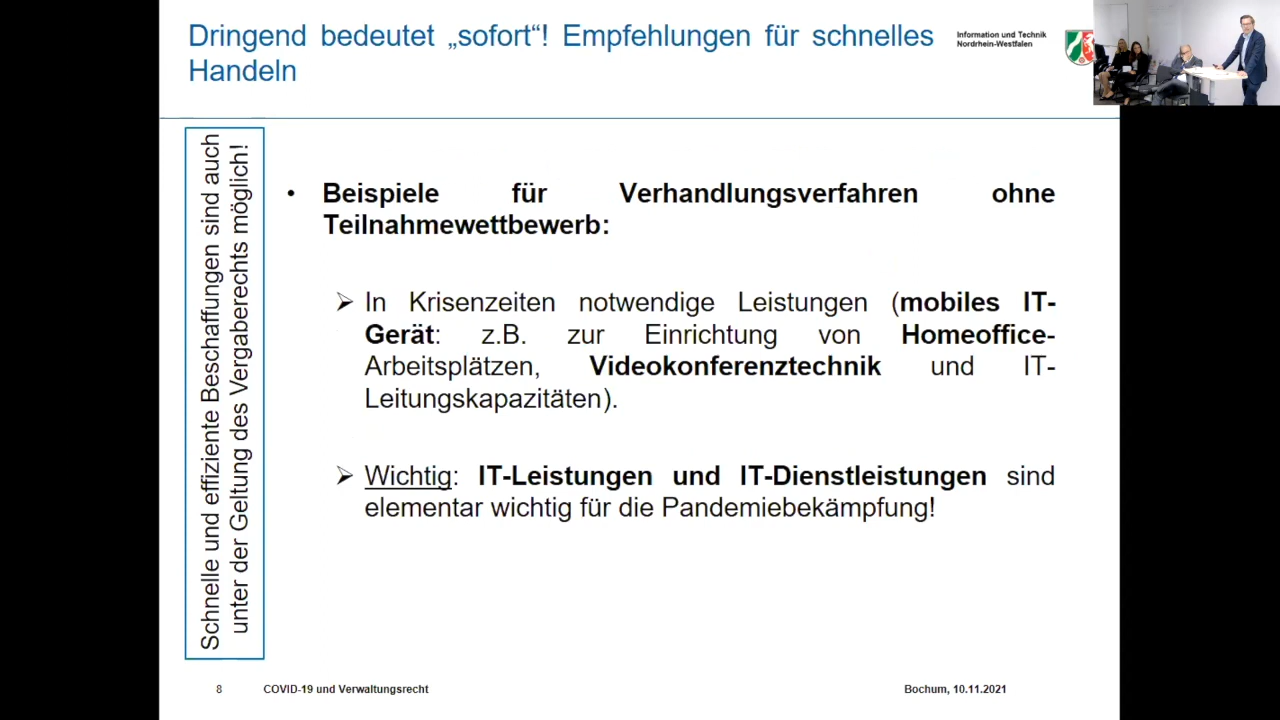 Dringend bedeutet „sofort“! Empfehlungen für schnelles
Handeln
Information und Technik
Nordrhein-Westfalen
Schnelle und effiziente Beschaffungen sind auch
unter der Geltung des Vergaberechts möglich!
• Beispiele für Verhandlungsverfahren ohne
Teilnahmewettbewerb:
➢ In Krisenzeiten notwendige Leistungen (mobiles IT-
Gerät: z.B. zur Einrichtung von Homeoffice-
Arbeitsplätzen, Videokonferenztechnik und IT-
Leitungskapazitäten).
➢ Wichtig: IT-Leistungen und IT-Dienstleistungen sind
elementar wichtig für die Pandemiebekämpfung!
8 COVID-19 und Verwaltungsrecht Bochum, 10.11.2021